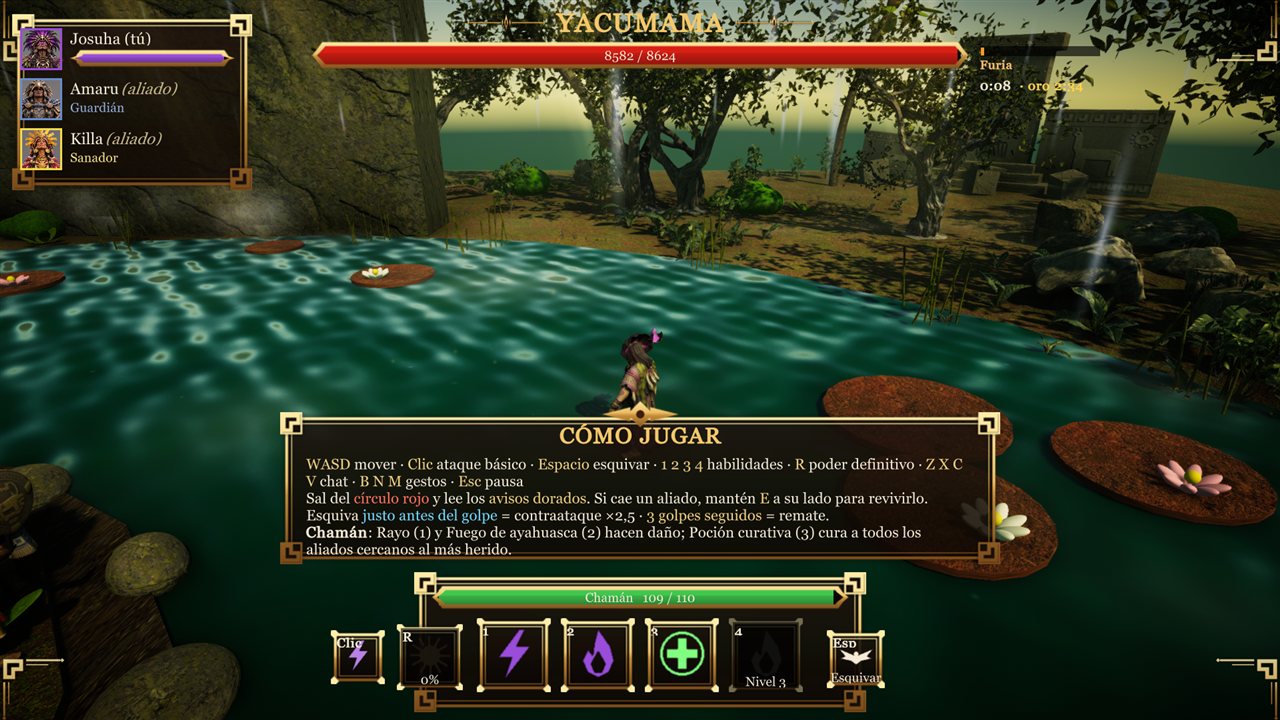 Josuha (tú)
Amaru (aliado)
Guardián
Killa (aliado)
Sanador
YACUMAMA
8582 / 8624
Furia
0:08 · oro 2:34
CÓMO JUGAR
WASD mover · Clic ataque básico · Espacio esquivar · 1 2 3 4 habilidades · R poder definitivo · Z X C
V chat · B N M gestos · Esc pausa
Sal del círculo rojo y lee los avisos dorados. Si cae un aliado, mantén E a su lado para revivirlo.
Esquiva justo antes del golpe = contraataque ×2,5 · 3 golpes seguidos = remate.
Chamán: Rayo (1) y Fuego de ayahuasca (2) hacen daño; Poción curativa (3) cura a todos los
aliados cercanos al más herido.
Chamán 109 / 110
Clic
R
0%
1
2
3
4
Nivel 3
Esp
Esquivar